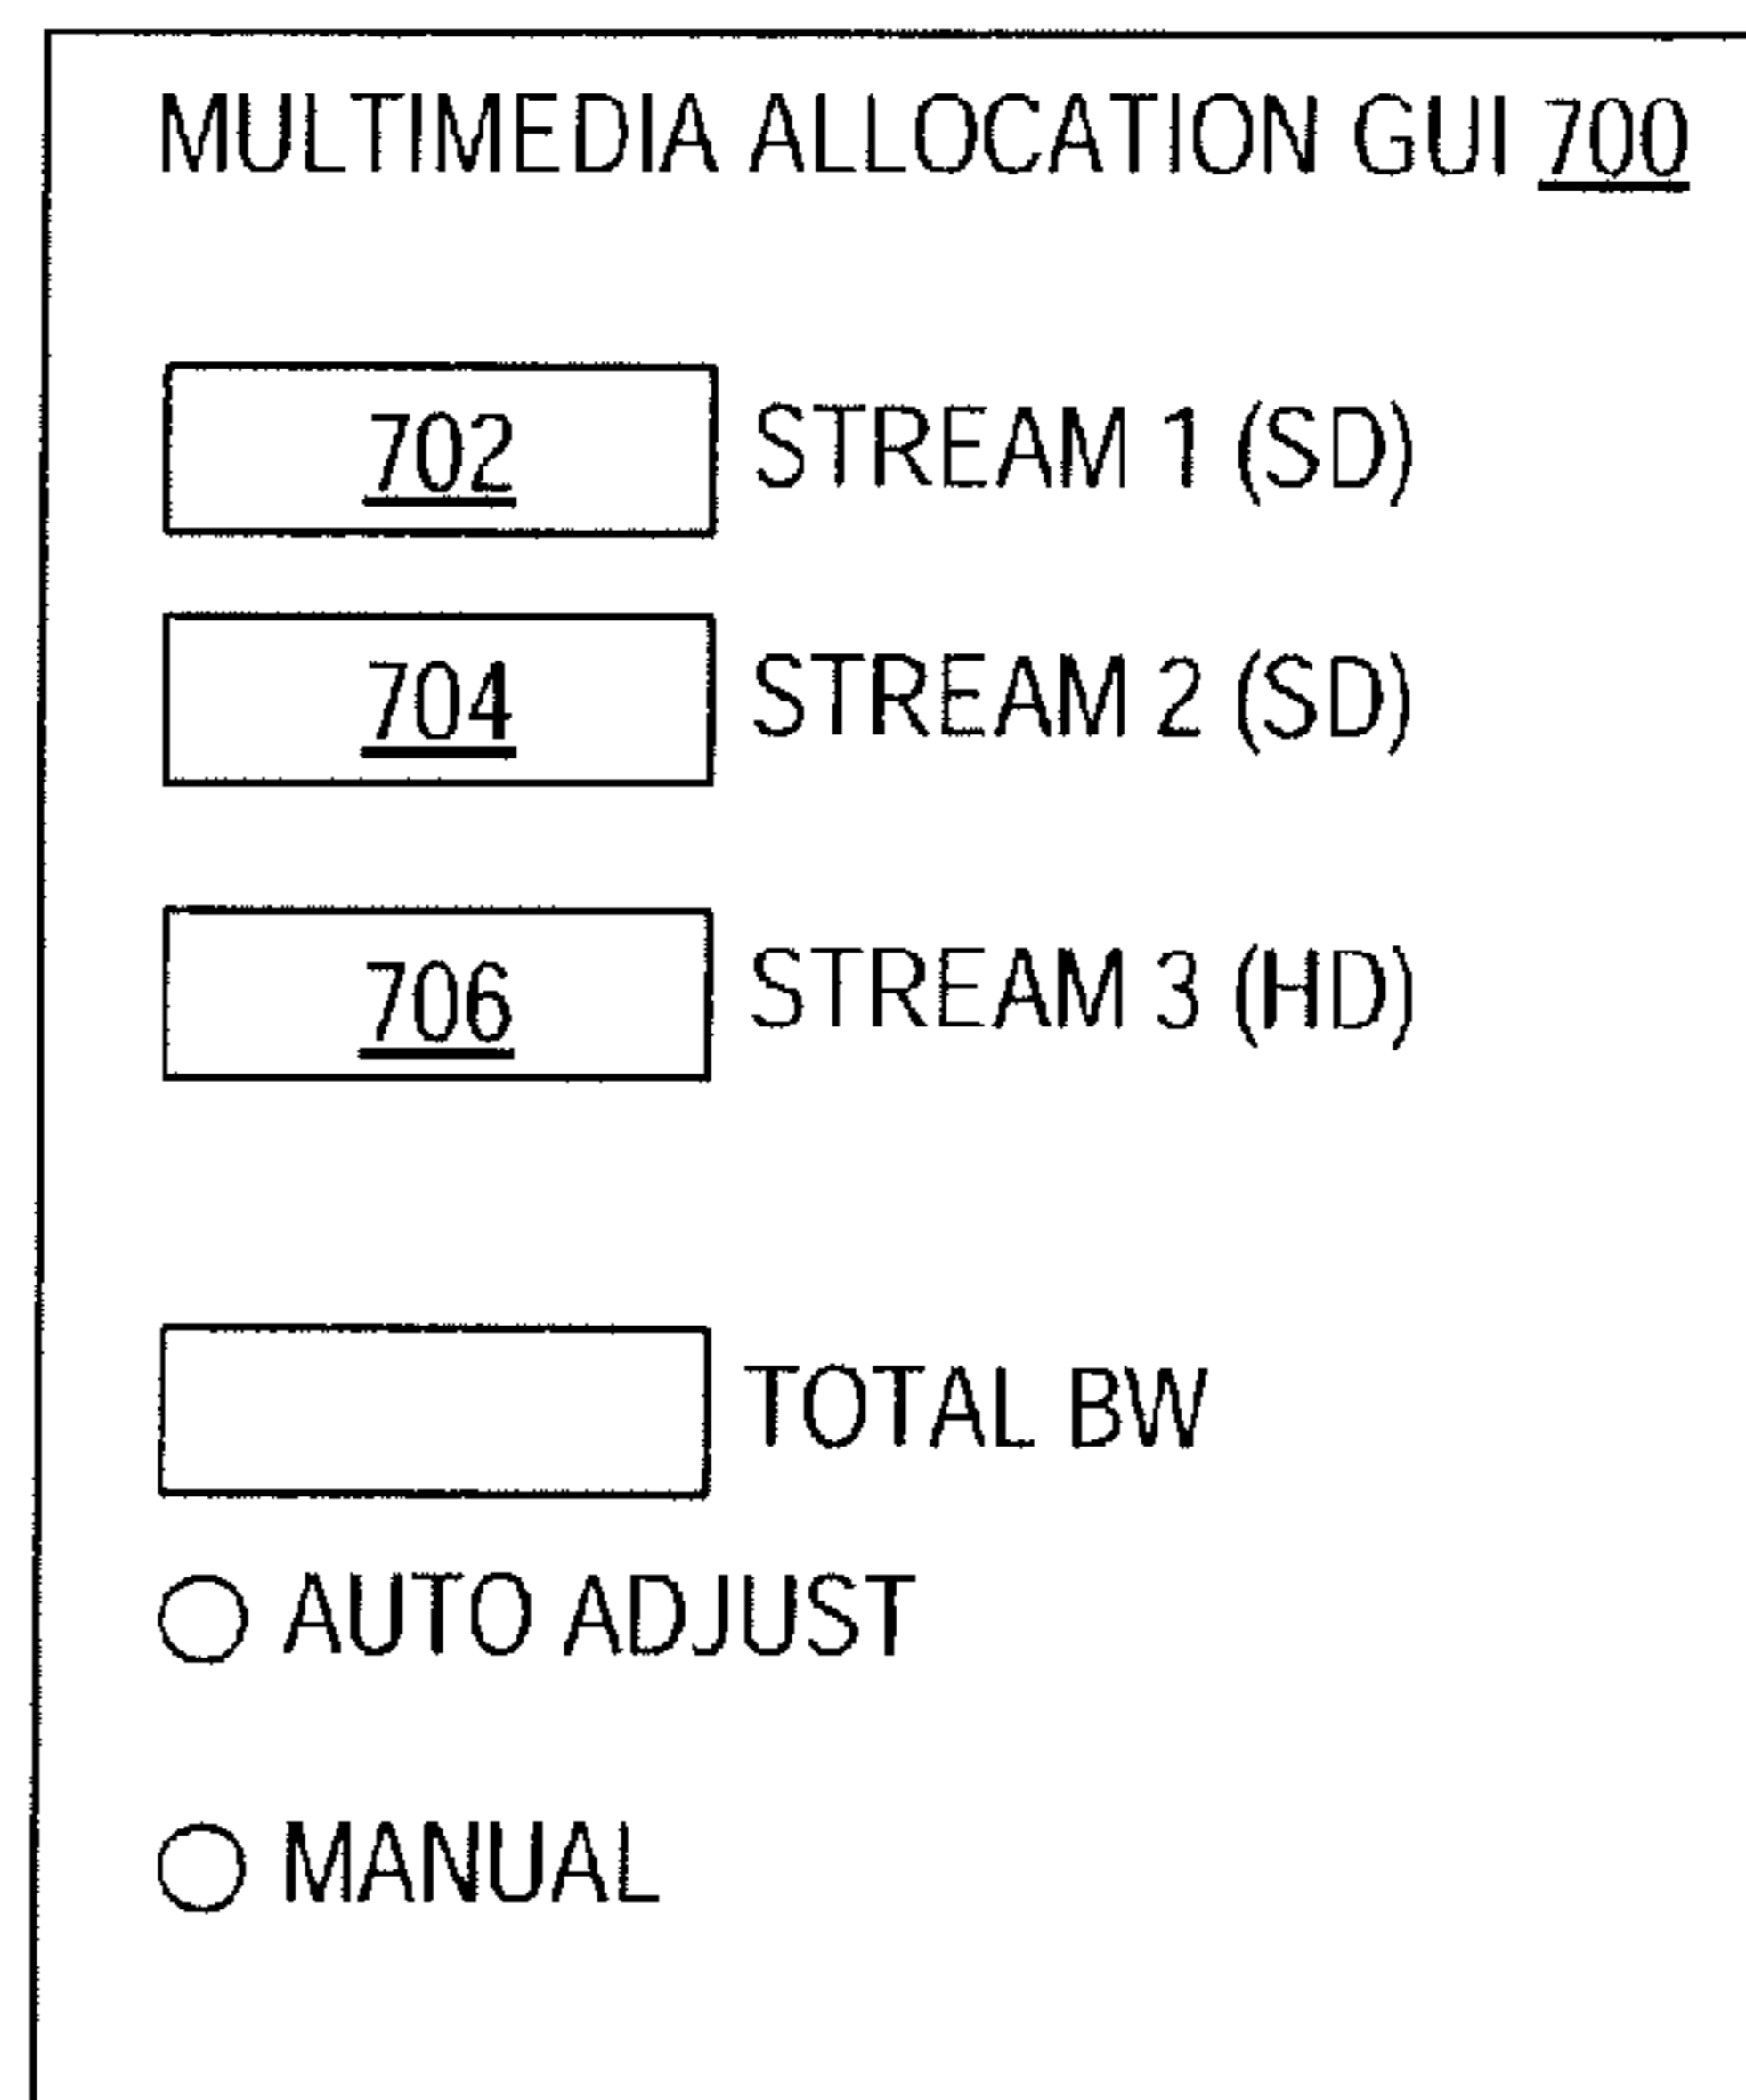 MULTIMEDIA ALLOCATION GUI 700
702 STREAM 1 (SD)
704 STREAM 2 (SD)
706 STREAM 3 (HD)
TOTAL BW
AUTO ADJUST
MANUAL